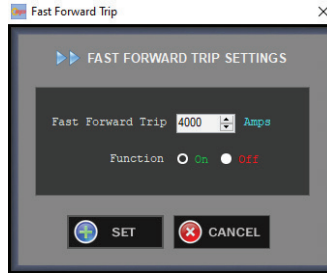 Fast Forward Trip
FAST FORWARD TRIP SETTINGS
Fast Forward Trip 4000 Amps
Function On Off
SET CANCEL